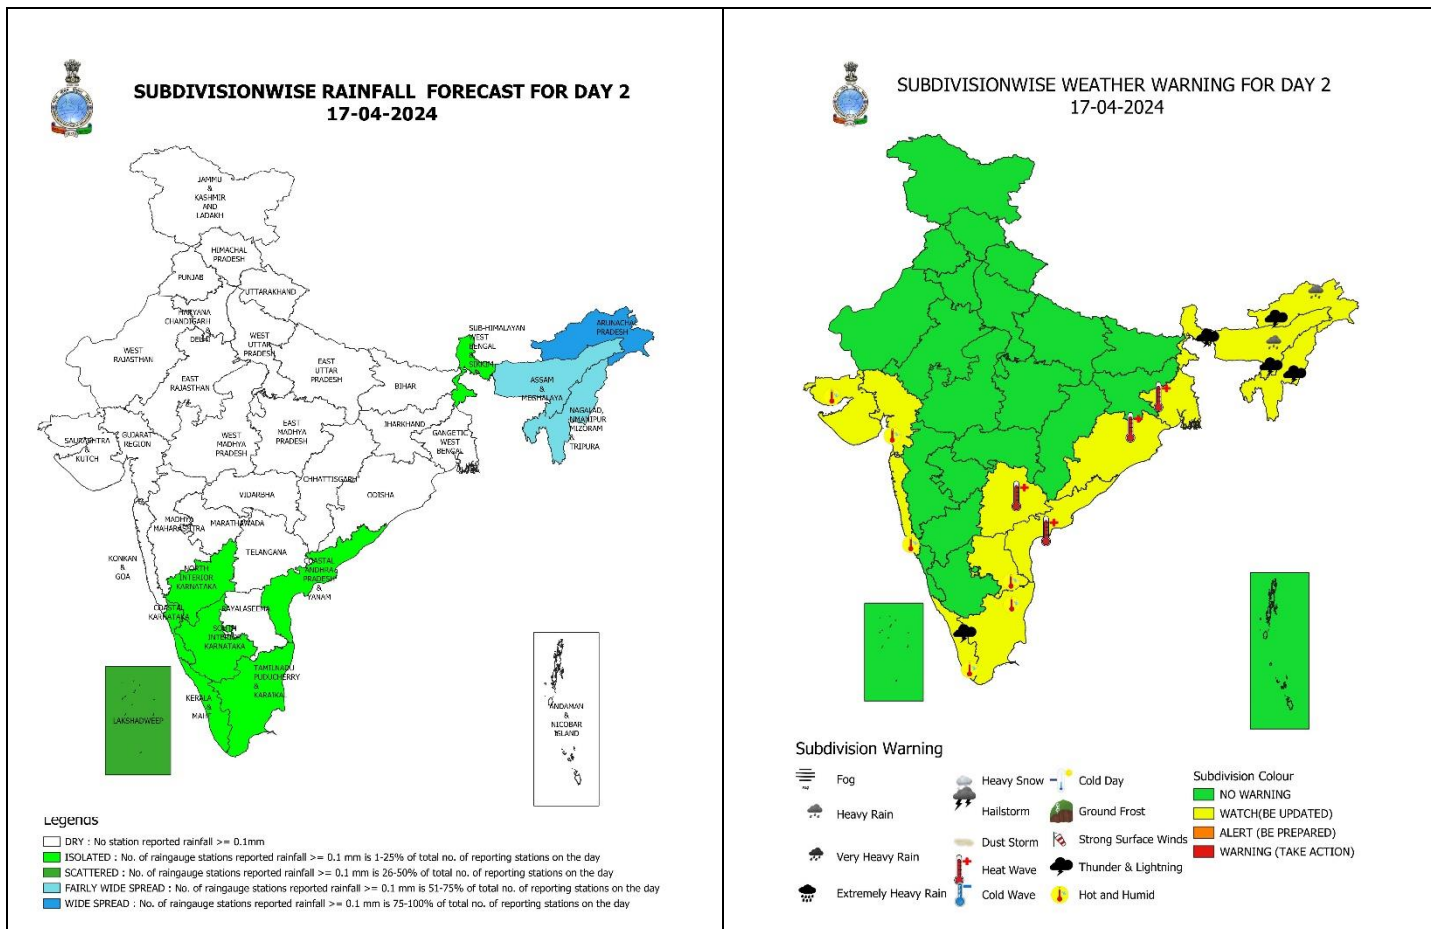 SUBDIVISIONWISE RAINFALL FORECAST FOR DAY 2
17-04-2024
JAMMU
&
KASHMIR
AND
LADAKH
HIMACHAL
PRADESH
PUNJAB
UTTARAKHAND
HARYANA
CHANDIGARH
&
DELHI
WEST
UTTAR
PRADESH
SUB-HIMALAYAN
WEST
BENGAL
&
SIKKIM
ARUNACHAL
PRADESH
WEST
RAJASTHAN
EAST
RAJASTHAN
EAST
UTTAR
PRADESH
BIHAR
ASSAM
&
MEGHALAYA
NAGALAD,
MANIPUR
MIZORAM
&
TRIPURA
SAURASHTRA
&
KUTCH
GUJARAT
REGION
WEST
MADHYA
PRADESH
EAST
MADHYA
PRADESH
JHARKHAND
GANGETIC
WEST
BENGAL
CHHATTISGARH
ODISHA
VIDARBHA
MADHYA
MAHARASHTRA
MARATHAWADA
TELANGANA
KONKAN
&
GOA
NORTH
INTERIOR
KARNATAKA
COASTAL
ANDHRA
PRADESH
&
YANAM
COASTAL
KARNATAKA
RAYALASEEMA
SOUTH
INTERIOR
KARNATAKA
TAMILNADU
PUDUCHERRY
&
KARAIKAL
KERALA
&
MAHE
LAKSHADWEEP
ANDAMAN
&
NICOBAR
ISLAND
Legends
DRY : No station reported rainfall >= 0.1mm
ISOLATED : No. of raingauge stations reported rainfall >= 0.1 mm is 1-25% of total no. of reporting stations on the day
SCATTERED : No. of raingauge stations reported rainfall >= 0.1 mm is 26-50% of total no. of reporting stations on the day
FAIRLY WIDE SPREAD : No. of raingauge stations reported rainfall >= 0.1 mm is 51-75% of total no. of reporting stations on the day
WIDE SPREAD : No. of raingauge stations reported rainfall >= 0.1 mm is 75-100% of total no. of reporting stations on the day
SUBDIVISIONWISE WEATHER WARNING FOR DAY 2
17-04-2024
Subdivision Warning
Fog
Heavy Rain
Very Heavy Rain
Extremely Heavy Rain
Heavy Snow
Hailstorm
Dust Storm
Heat Wave
Cold Wave
Cold Day
Ground Frost
Strong Surface Winds
Thunder & Lightning
Hot and Humid
Subdivision Colour
NO WARNING
WATCH(BE UPDATED)
ALERT (BE PREPARED)
WARNING (TAKE ACTION)